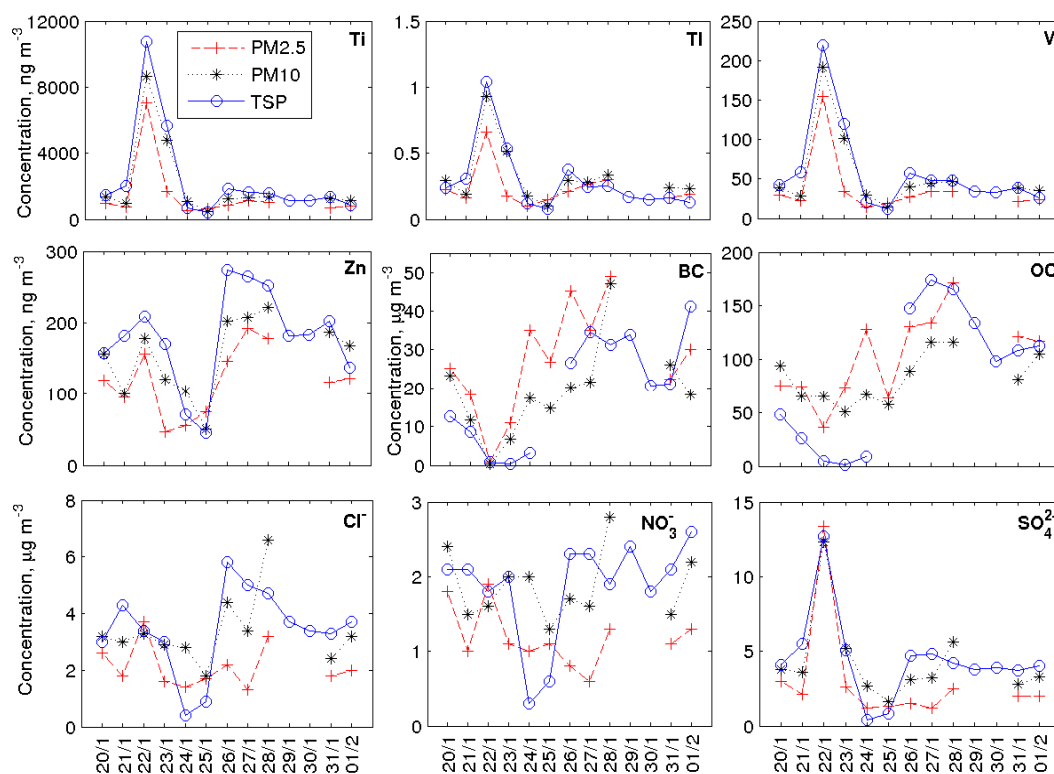 12000
8000
4000
0
Concentration, ng m-3
Ti
PM2.5
PM10
TSP
1.5
1
0.5
0
Tl
250
200
150
100
50
0
V
300
200
100
0
Concentration, ng m-3
Zn
50
40
30
20
10
0
Concentration, µg m-3
BC
200
150
100
50
0
OC
8
6
4
2
0
Concentration, µg m-3
Cl-
3
2
1
0
NO3-
15
10
5
0
SO42-
20/1 21/1 22/1 23/1 24/1 25/1 26/1 27/1 28/1 29/1 30/1 31/1 01/2
20/1 21/1 22/1 23/1 24/1 25/1 26/1 27/1 28/1 29/1 30/1 31/1 01/2
20/1 21/1 22/1 23/1 24/1 25/1 26/1 27/1 28/1 29/1 30/1 31/1 01/2